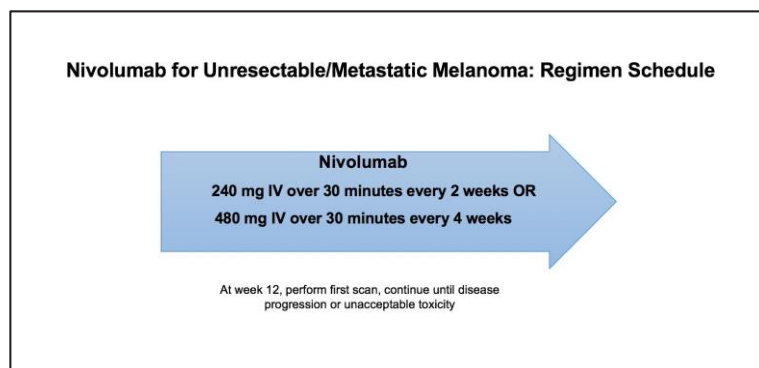 Nivolumab for Unresectable/Metastatic Melanoma: Regimen Schedule
Nivolumab
240 mg IV over 30 minutes every 2 weeks OR
480 mg IV over 30 minutes every 4 weeks
At week 12, perform first scan, continue until disease
progression or unacceptable toxicity